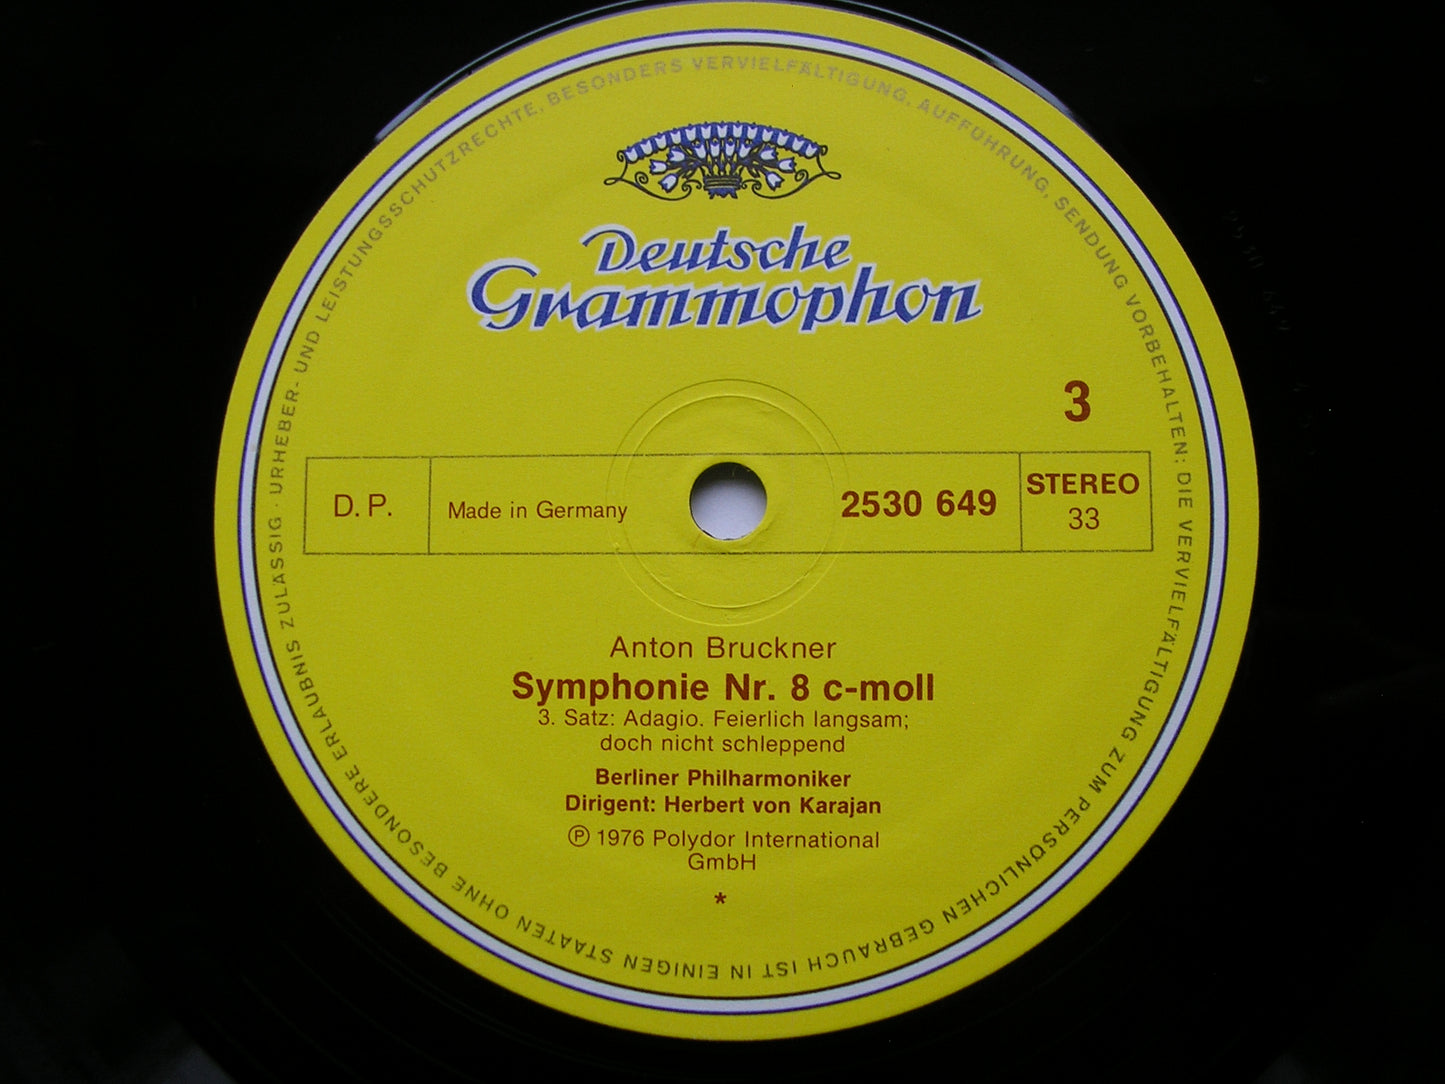 URHEBER- UND LEISTUNGSSCHUTZRECHTE, BESONDERS VERVIELFÄLTIGUNG, AUFFÜHRUNG, SENDUNG VORBEHALTEN; DIE VERVIELFÄLTIGUNG ZUM PERSÖNLICHEN GEBRAUCH IST IN EINIGEN STAATEN OHNE BESONDERE ERLAUBNIS ZULÄSSIG ·
Deutsche
Grammophon
3
D. P.
Made in Germany
2530 649
STEREO
33
Anton Bruckner
Symphonie Nr. 8 c-moll
3. Satz: Adagio. Feierlich langsam;
doch nicht schleppend
Berliner Philharmoniker
Dirigent: Herbert von Karajan
Ⓟ 1976 Polydor International
GmbH
*